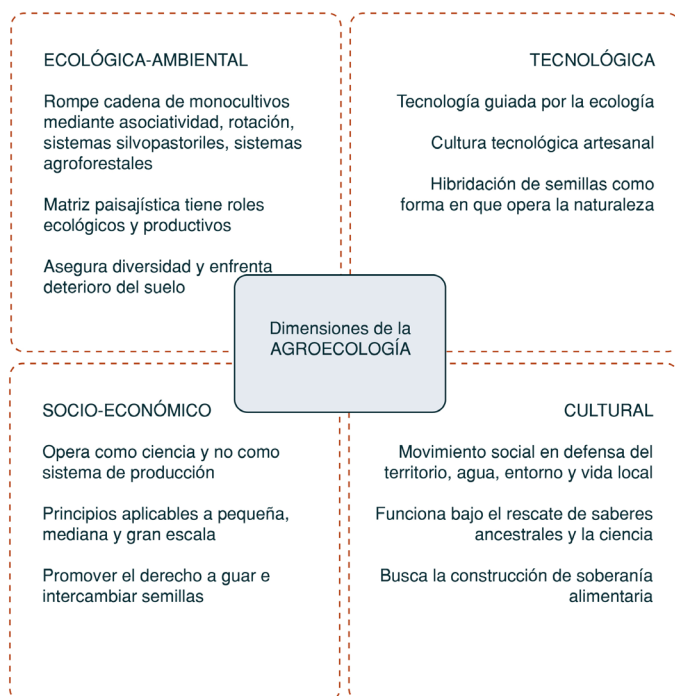 ECOLÓGICA-AMBIENTAL
Rompe cadena de monocultivos
mediante asociatividad, rotación,
sistemas silvopastoriles, sistemas
agroforestales
Matriz paisajística tiene roles
ecológicos y productivos
Asegura diversidad y enfrenta
deterioro del suelo
TECNOLÓGICA
Tecnología guiada por la ecología
Cultura tecnológica artesanal
Hibridación de semillas como
forma en que opera la naturaleza
Dimensiones de la
AGROECOLOGÍA
SOCIO-ECONÓMICO
Opera como ciencia y no como
sistema de producción
Principios aplicables a pequeña,
mediana y gran escala
Promover el derecho a guar e
intercambiar semillas
CULTURAL
Movimiento social en defensa del
territorio, agua, entorno y vida local
Funciona bajo el rescate de saberes
ancestrales y la ciencia
Busca la construcción de soberanía
alimentaria